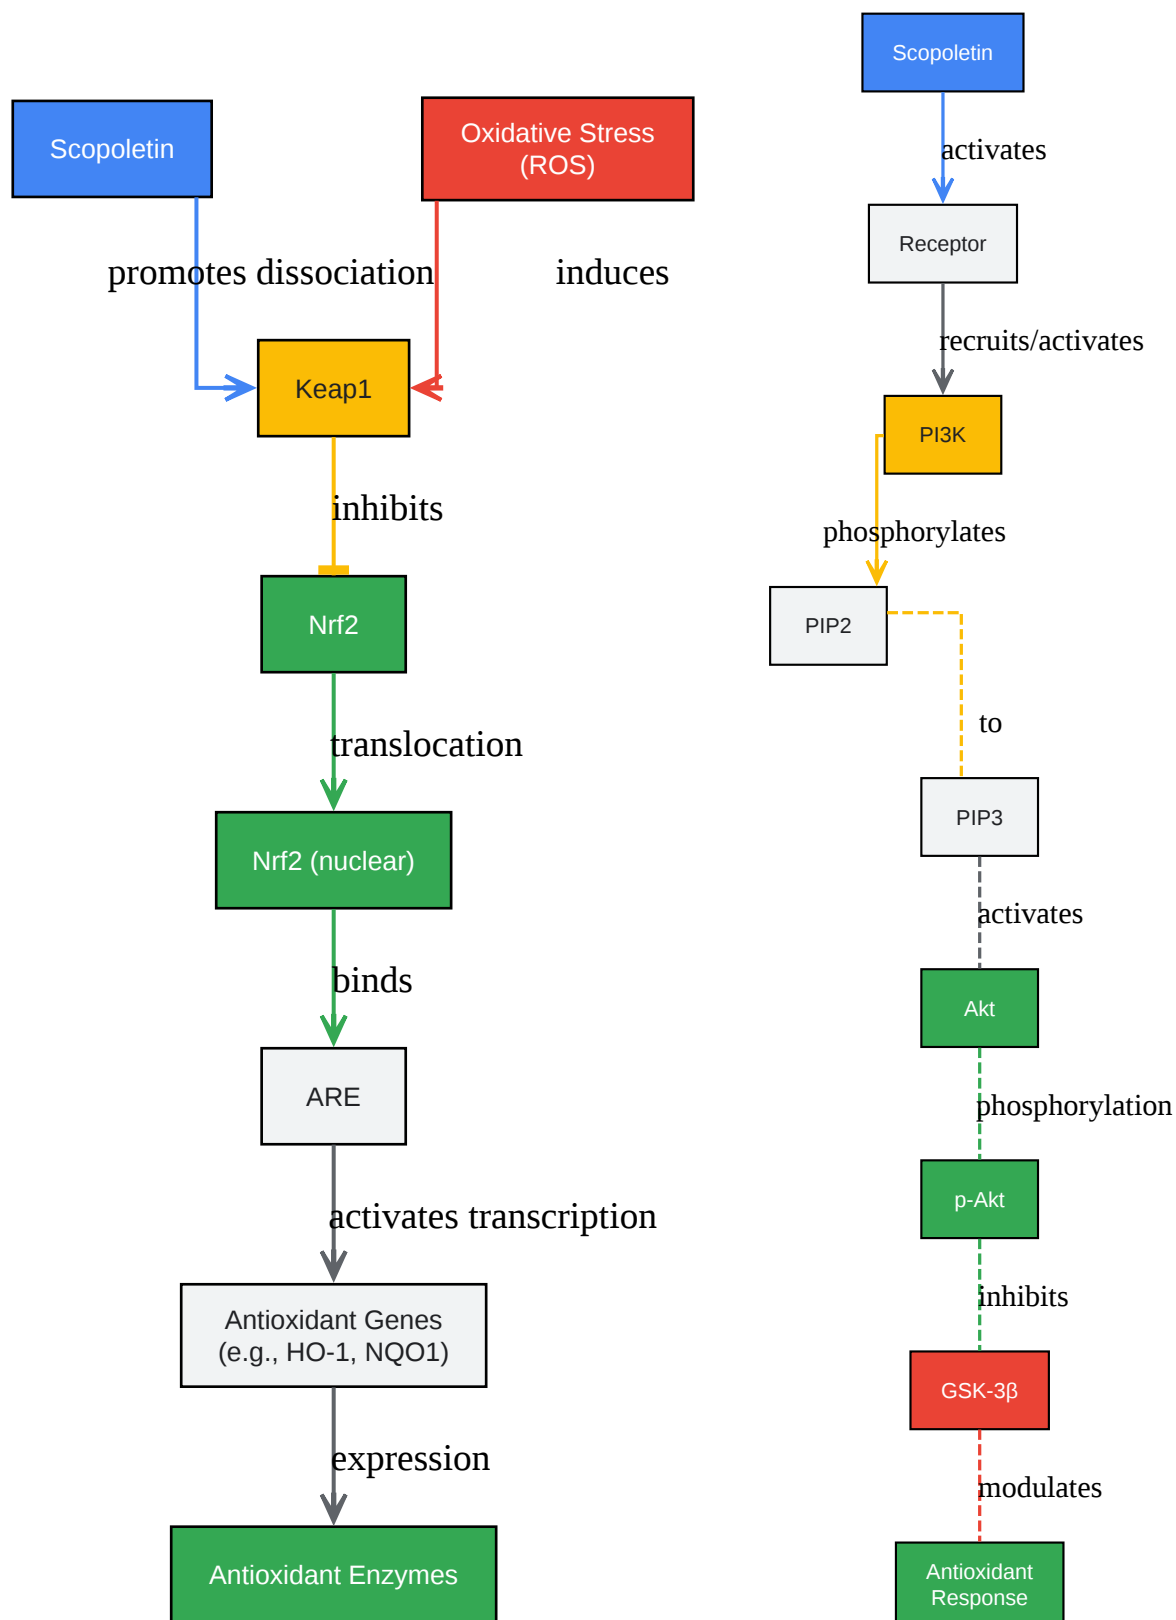 Scopoletin
Oxidative Stress
(ROS)
promotes dissociation
induces
Keap1
inhibits
Nrf2
translocation
Nrf2 (nuclear)
binds
ARE
activates transcription
Antioxidant Genes
(e.g., HO-1, NQO1)
expression
Antioxidant Enzymes
Scopoletin
activates
Receptor
recruits/activates
PI3K
phosphorylates
PIP2
to
PIP3
activates
Akt
phosphorylation
p-Akt
inhibits
GSK-3β
modulates
Antioxidant
Response